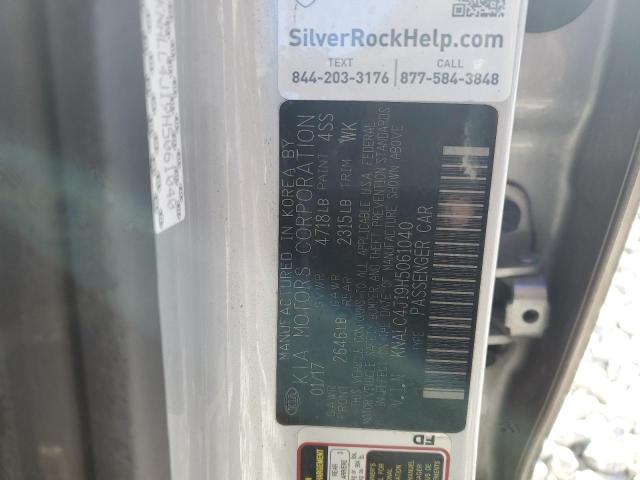 SilverRockHelp.com
TEXT CALL
844-203-3176 877-584-3848
MANUFACTURED IN KOREA BY
KIA MOTORS CORPORATION
01/17 GVWR 4718LB PAINT 4SS
GAWR FRONT 2646LB GAWR REAR 2315LB TRIM WK
THIS VEHICLE CONFORMS TO ALL APPLICABLE U.S.A FEDERAL
MOTOR VEHICLE SAFETY, BUMPER, AND THEFT PREVENTION STANDARDS
IN EFFECT ON THE DATE OF MANUFACTURE SHOWN ABOVE
V.I.N KNALC4J19H5061040
TYPE PASSENGER CAR
FD
KIA
REAR
ARRIERE